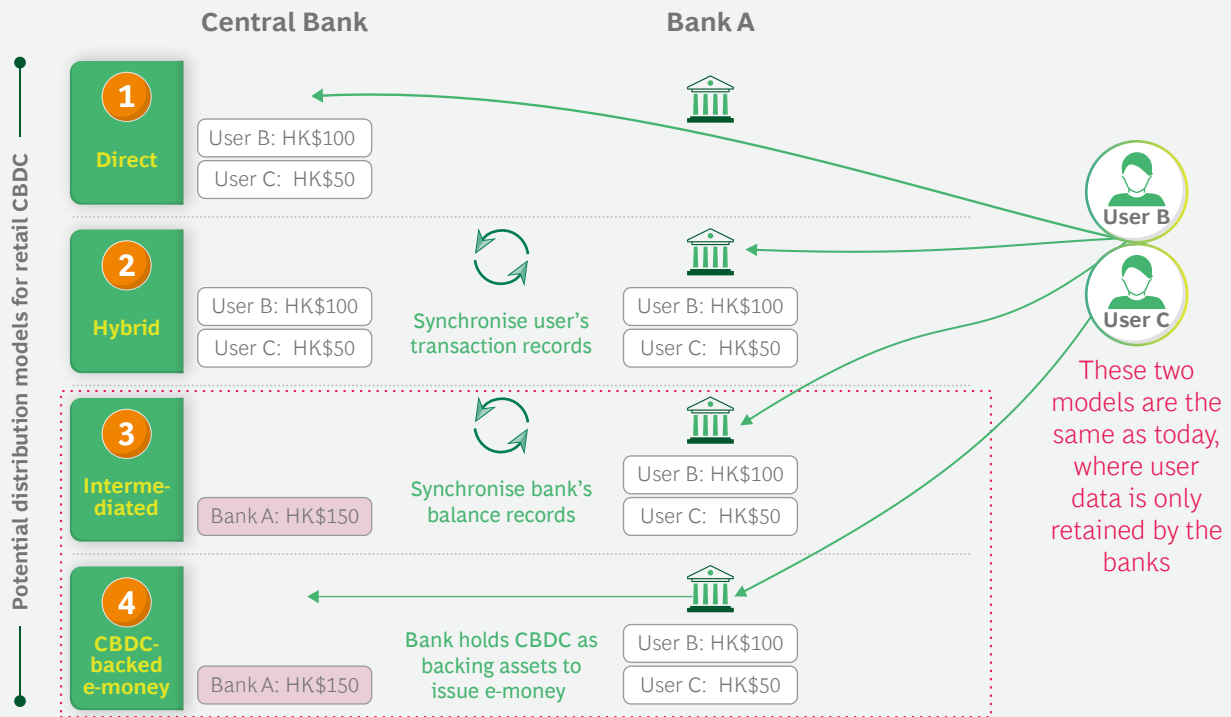 Central Bank
Bank A
Potential distribution models for retail CBDC
1
Direct
User B: HK$100
User C: HK$50
User B
User C
2
Hybrid
User B: HK$100
User C: HK$50
Synchronise user's
transaction records
User B: HK$100
User C: HK$50
These two
models are the
same as today,
where user
data is only
retained by the
banks
3
Interme-
diated
Bank A: HK$150
Synchronise bank's
balance records
User B: HK$100
User C: HK$50
4
CBDC-
backed
e-money
Bank A: HK$150
Bank holds CBDC as
backing assets to
issue e-money
User B: HK$100
User C: HK$50